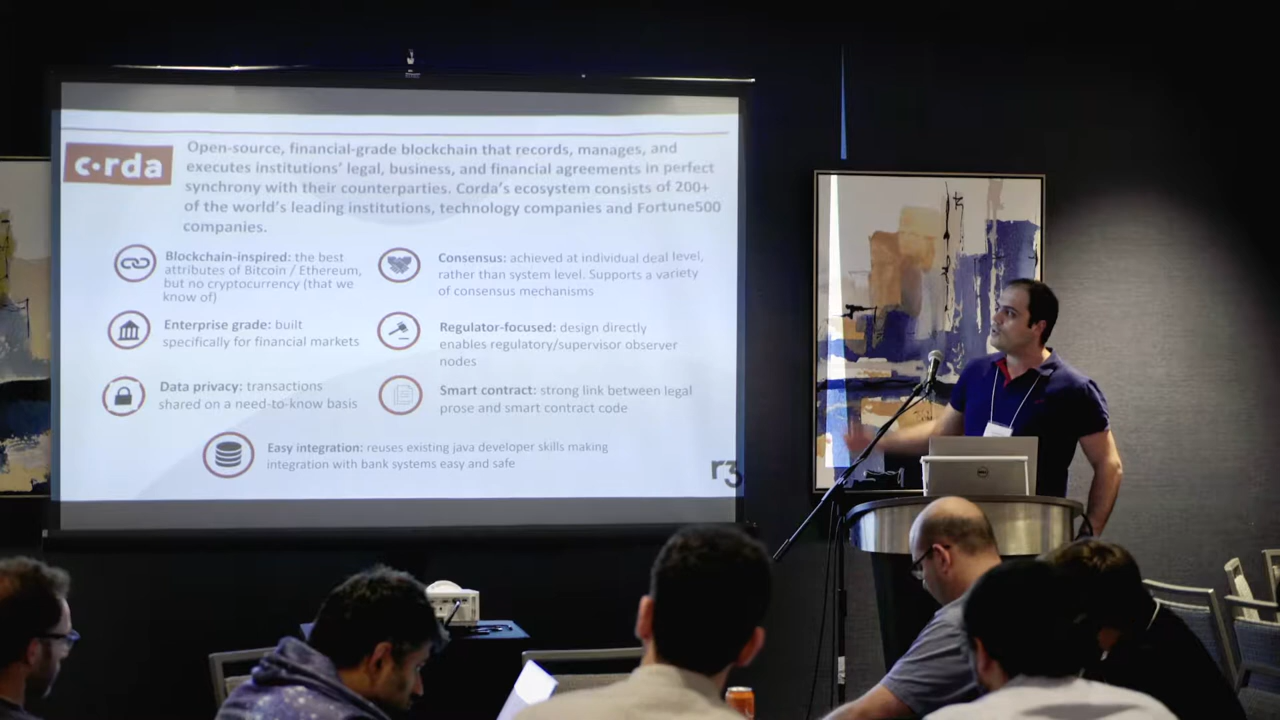 c·rda
Open-source, financial-grade blockchain that records, manages, and
executes institutions' legal, business, and financial agreements in perfect
synchrony with their counterparties. Corda's ecosystem consists of 200+
of the world's leading institutions, technology companies and Fortune500
companies.
Blockchain-inspired: the best
attributes of Bitcoin / Ethereum,
but no cryptocurrency (that we
know of)
Consensus: achieved at individual deal level,
rather than system level. Supports a variety
of consensus mechanisms
Enterprise grade: built
specifically for financial markets
Regulator-focused: design directly
enables regulatory/supervisor observer
nodes
Data privacy: transactions
shared on a need-to-know basis
Smart contract: strong link between legal
prose and smart contract code
Easy integration: reuses existing java developer skills making
integration with bank systems easy and safe
r3
DELL